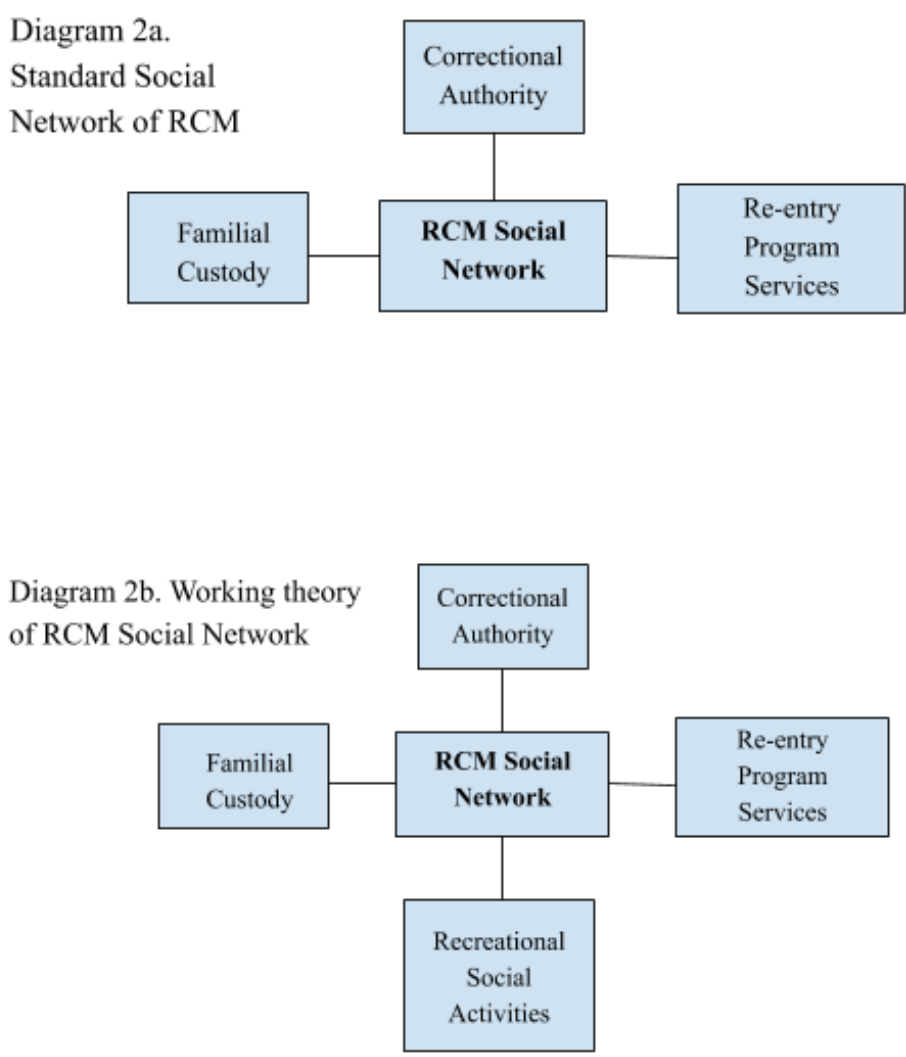 Diagram 2a.
Standard Social
Network of RCM
Correctional
Authority
Familial
Custody
RCM Social
Network
Re-entry
Program
Services
Diagram 2b. Working theory
of RCM Social Network
Correctional
Authority
Familial
Custody
RCM Social
Network
Re-entry
Program
Services
Recreational
Social
Activities